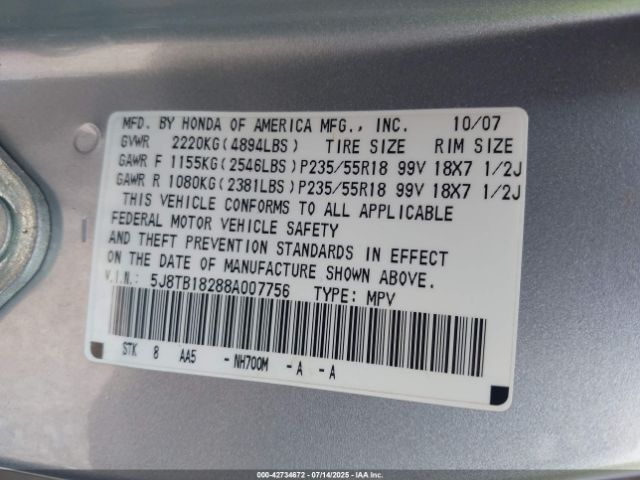 MFD. BY HONDA OF AMERICA MFG., INC. 10/07
GVWR 2220KG(4894LBS) TIRE SIZE RIM SIZE
GAWR F 1155KG(2546LBS)P235/55R18 99V 18X7 1/2J
GAWR R 1080KG(2381LBS)P235/55R18 99V 18X7 1/2J
THIS VEHICLE CONFORMS TO ALL APPLICABLE
FEDERAL MOTOR VEHICLE SAFETY
AND THEFT PREVENTION STANDARDS IN EFFECT
ON THE DATE OF MANUFACTURE SHOWN ABOVE.
V.I.N.: 5J8TB18288A007756 TYPE: MPV
STK 8 AA5 -NH700M -A -A
000-42734672 | 07/14/2025 | Copyright © IAA, LLC